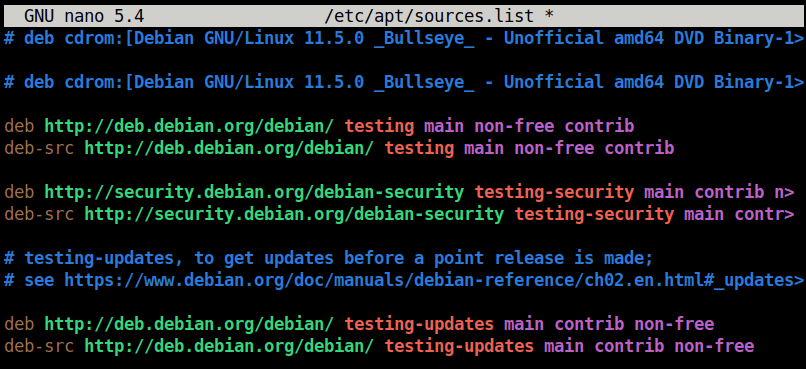 GNU nano 5.4 /etc/apt/sources.list *
# deb cdrom:[Debian GNU/Linux 11.5.0 _Bullseye_ - Unofficial amd64 DVD Binary-1>
# deb cdrom:[Debian GNU/Linux 11.5.0 _Bullseye_ - Unofficial amd64 DVD Binary-1>
deb http://deb.debian.org/debian/ testing main non-free contrib
deb-src http://deb.debian.org/debian/ testing main non-free contrib
deb http://security.debian.org/debian-security testing-security main contrib n>
deb-src http://security.debian.org/debian-security testing-security main contr>
# testing-updates, to get updates before a point release is made;
# see https://www.debian.org/doc/manuals/debian-reference/ch02.en.html#_updates>
deb http://deb.debian.org/debian/ testing-updates main contrib non-free
deb-src http://deb.debian.org/debian/ testing-updates main contrib non-free